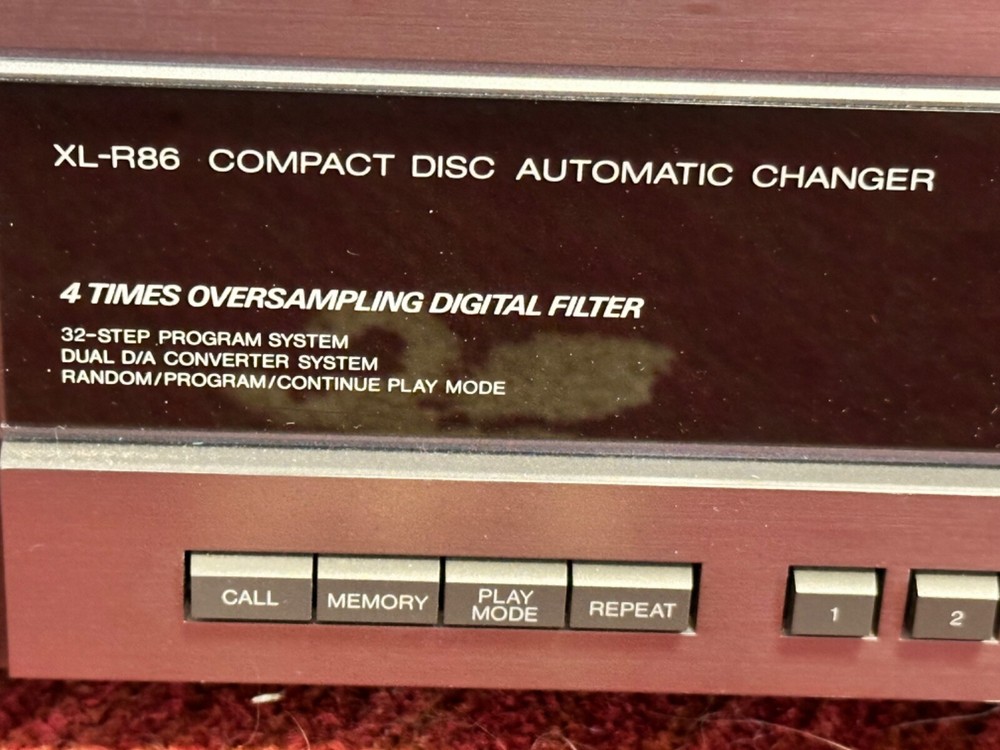 XL-R86 COMPACT DISC AUTOMATIC CHANGER
4 TIMES OVERSAMPLING DIGITAL FILTER
32-STEP PROGRAM SYSTEM
DUAL D/A CONVERTER SYSTEM
RANDOM/PROGRAM/CONTINUE PLAY MODE
CALL
MEMORY
PLAY
MODE
REPEAT
1
2